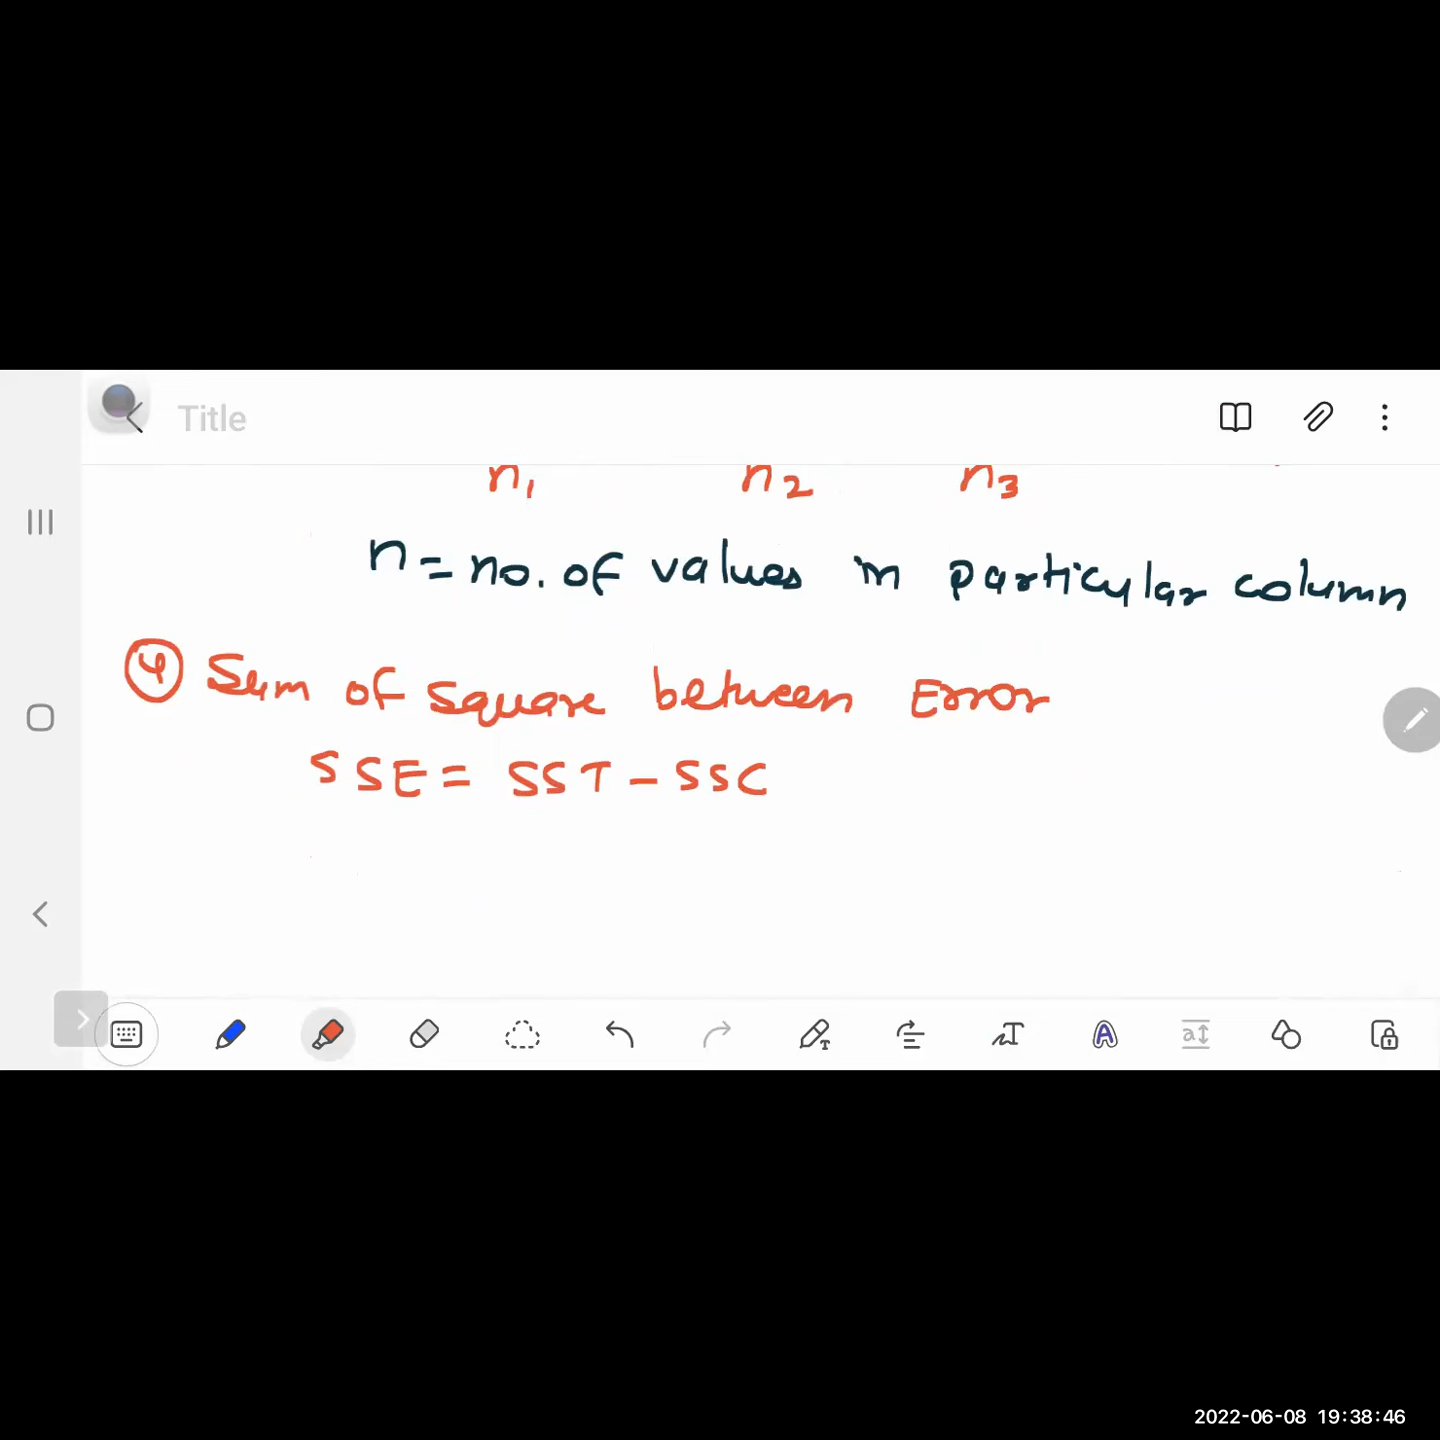 Title
n1 n2 n3
n = no. of values in particular column
④ Sum of square between Error
SSE = SST - SSC
2022-06-08 19:38:46